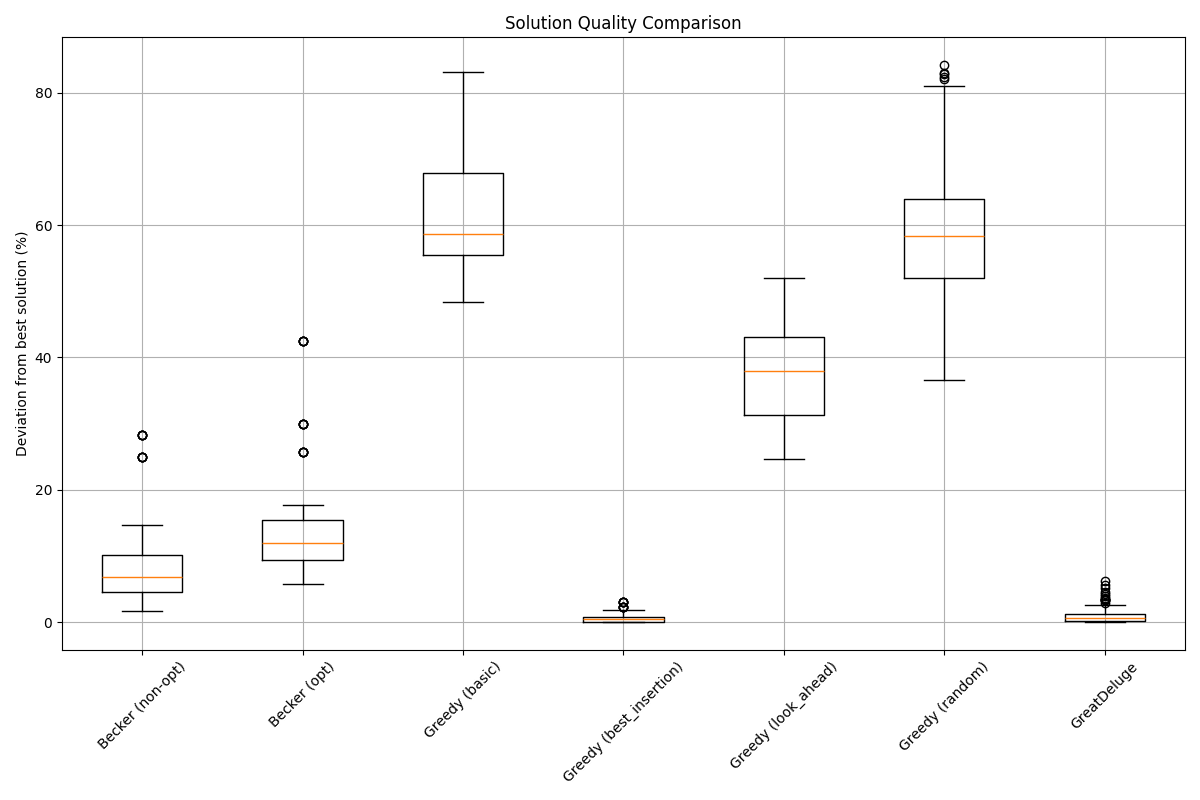 Solution Quality Comparison
Deviation from best solution (%)
80
60
40
20
0
Becker (non-opt)
Becker (opt)
Greedy (basic)
Greedy (best_insertion)
Greedy (look_ahead)
Greedy (random)
GreatDeluge